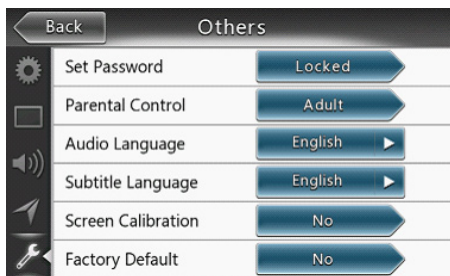 Back Others
Set Password Locked
Parental Control Adult
Audio Language English
Subtitle Language English
Screen Calibration No
Factory Default No